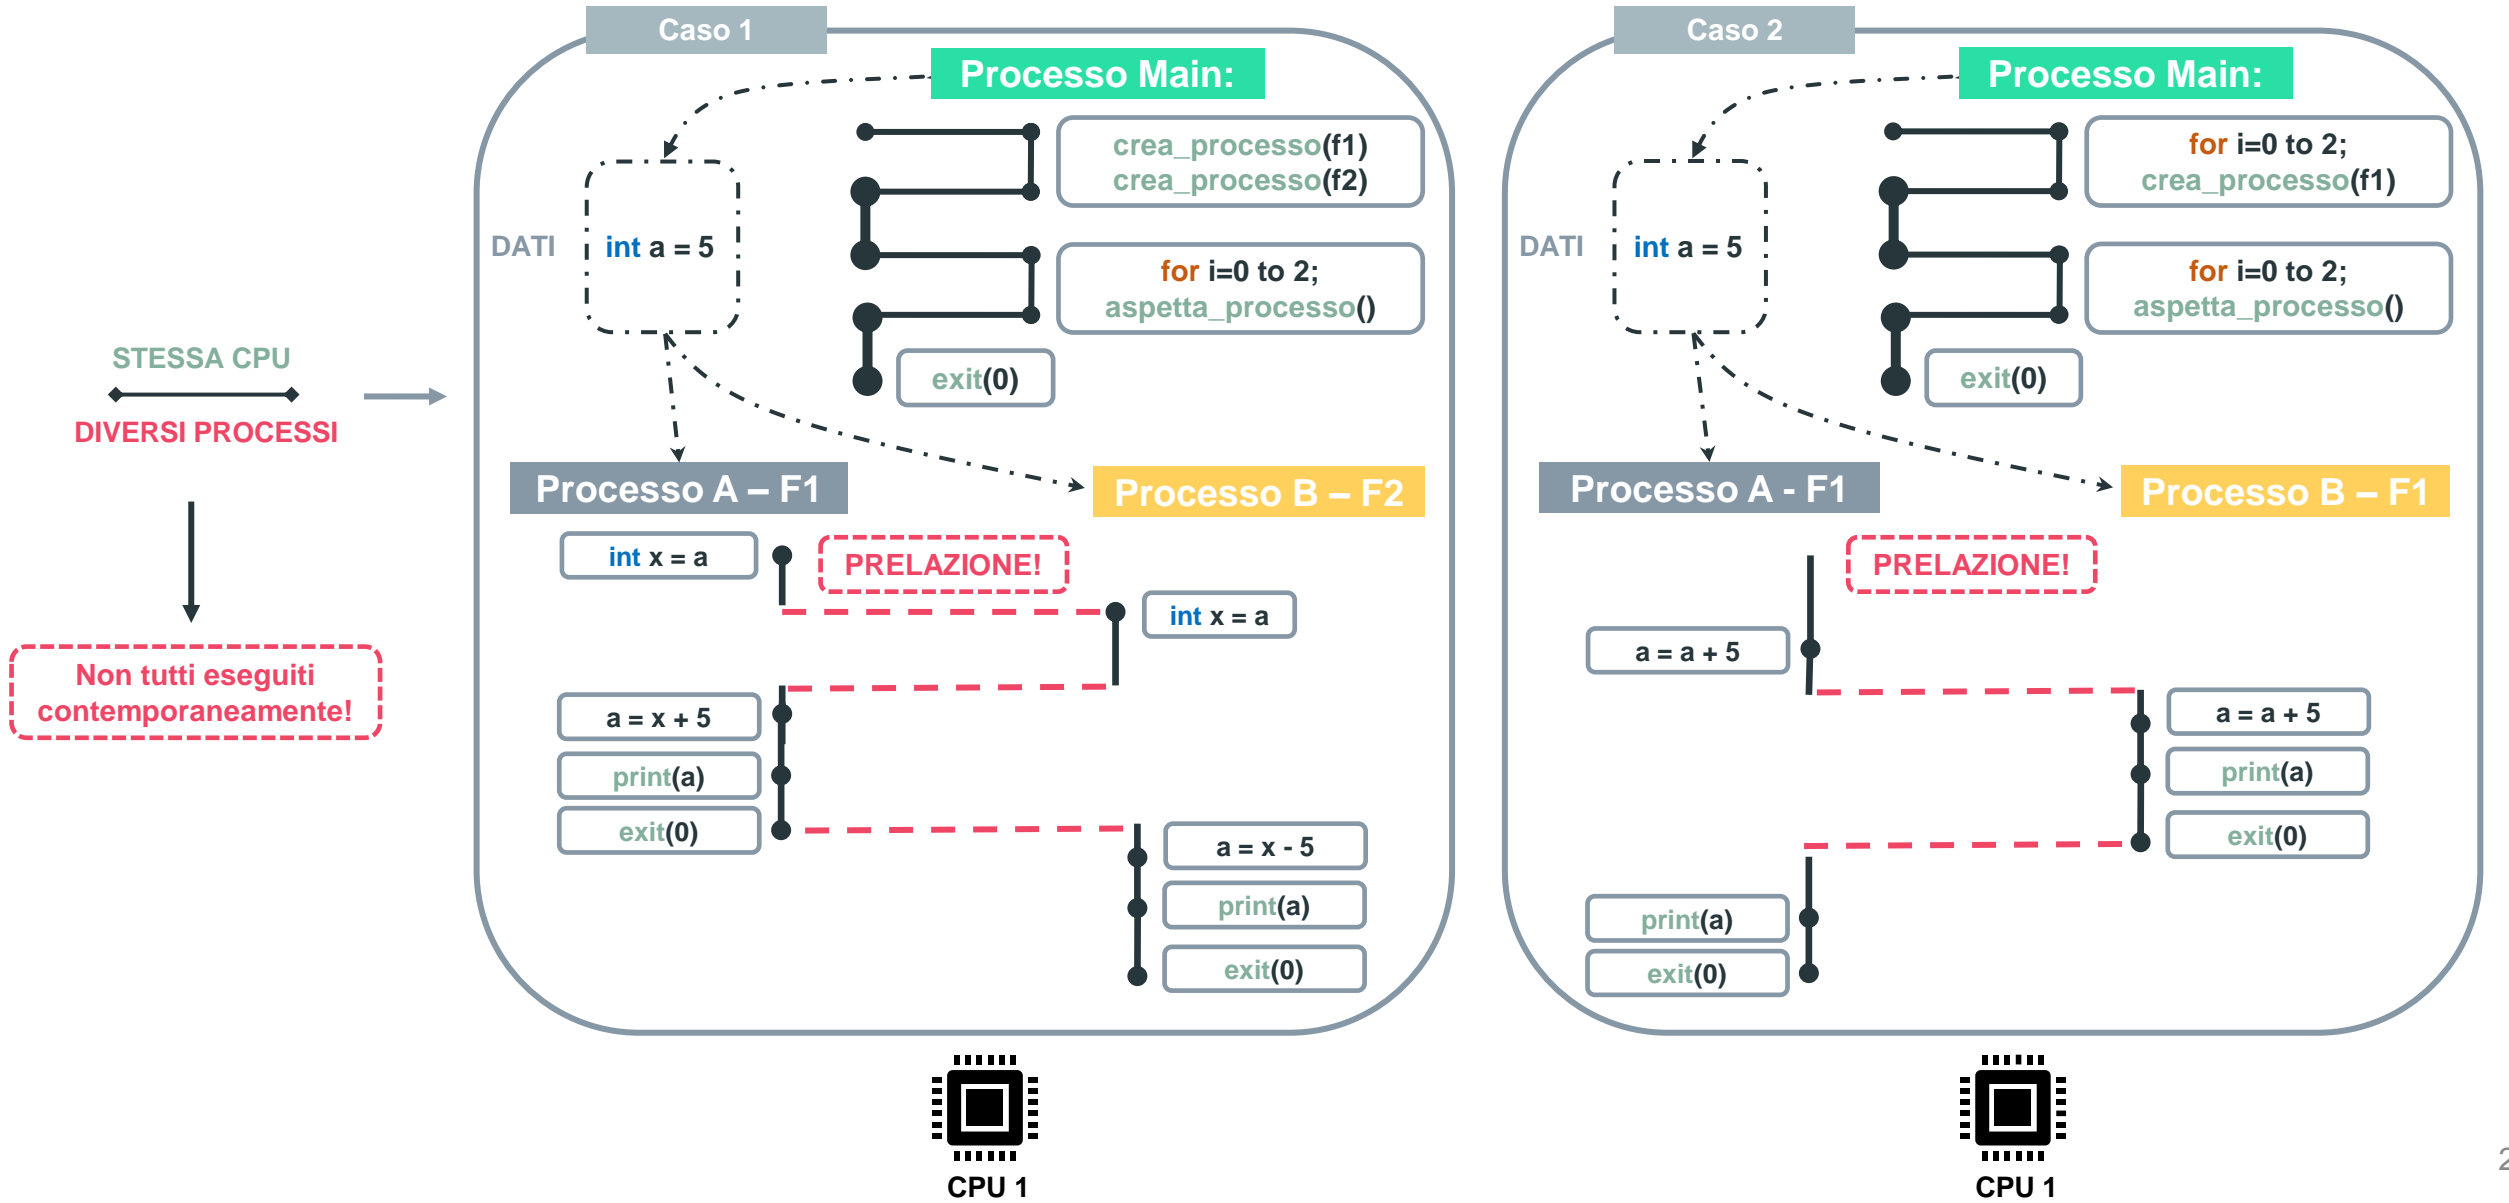 STESSA CPU
DIVERSI PROCESSI
Non tutti eseguiti
contemporaneamente!
Caso 1
Processo Main:
crea_processo(f1)
crea_processo(f2)
DATI
int a = 5
for i=0 to 2;
aspetta_processo()
exit(0)
Processo A – F1
Processo B – F2
int x = a
PRELAZIONE!
int x = a
a = x + 5
print(a)
exit(0)
a = x - 5
print(a)
exit(0)
CPU 1
Caso 2
Processo Main:
for i=0 to 2;
crea_processo(f1)
DATI
int a = 5
for i=0 to 2;
aspetta_processo()
exit(0)
Processo A - F1
Processo B – F1
PRELAZIONE!
a = a + 5
a = a + 5
print(a)
exit(0)
print(a)
exit(0)
CPU 1